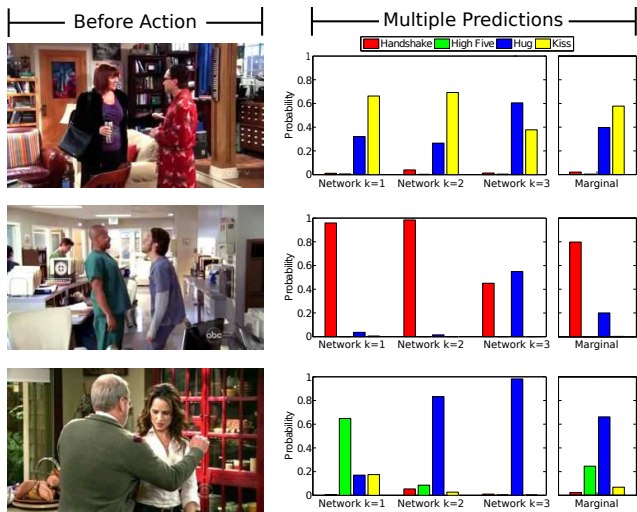 Before Action
Multiple Predictions
Handshake High Five Hug Kiss
1
0.8
0.6
0.4
0.2
0
Probability
Network k=1 Network k=2 Network k=3 Marginal
abc
1
0.8
0.6
0.4
0.2
0
Probability
Network k=1 Network k=2 Network k=3 Marginal
1
0.8
0.6
0.4
0.2
0
Probability
Network k=1 Network k=2 Network k=3 Marginal